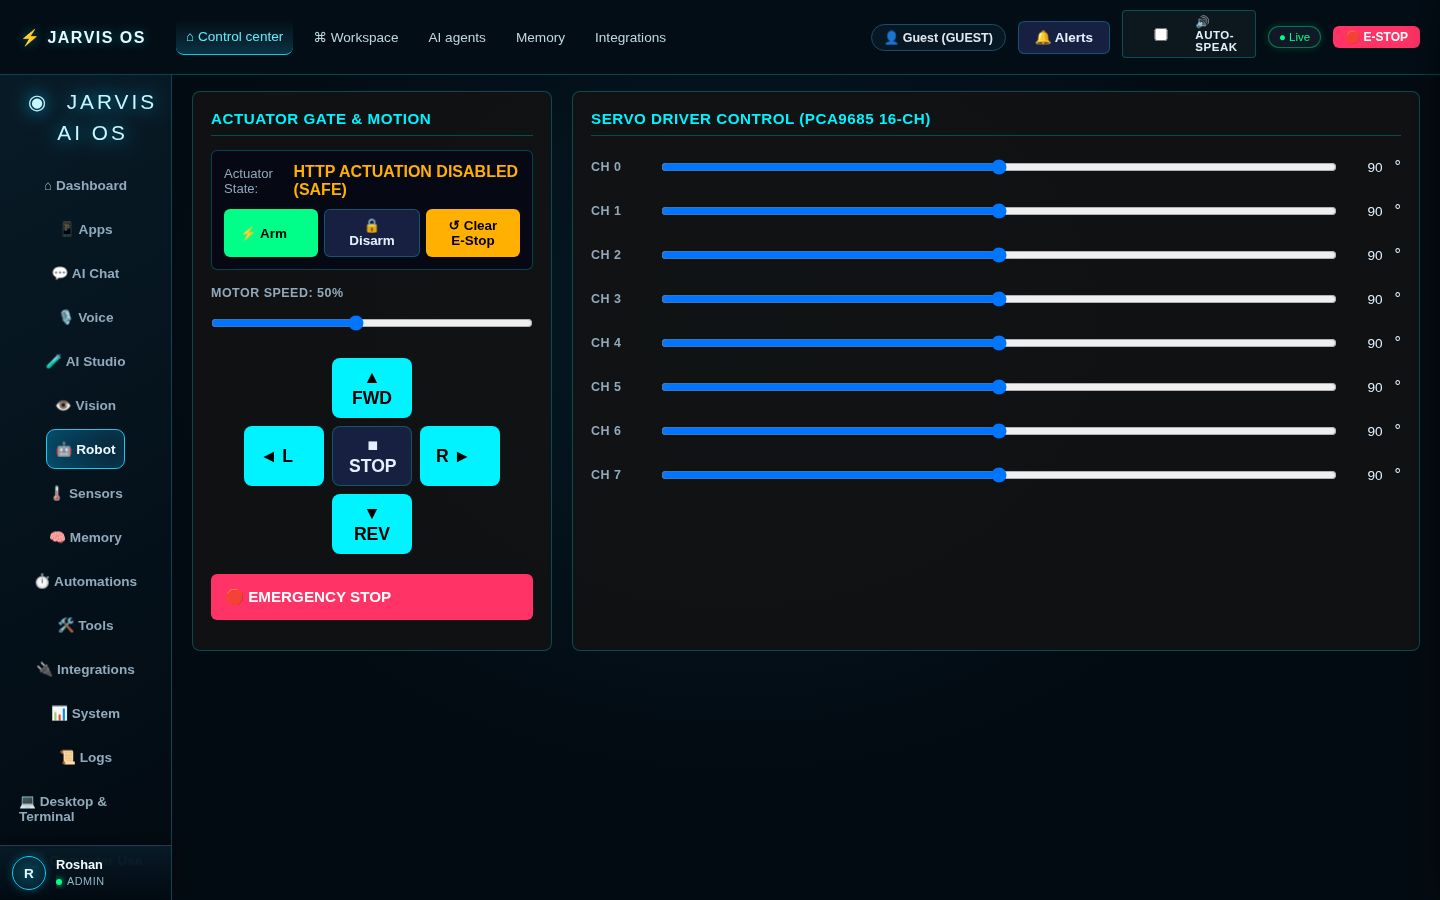 ⚡ JARVIS OS
⌂ Control center
⌘ Workspace
AI agents
Memory
Integrations
👤 Guest (GUEST)
🔔 Alerts
🔊
AUTO-
SPEAK
● Live
🛑 E-STOP
◉ JARVIS
AI OS
⌂ Dashboard
📱 Apps
💬 AI Chat
🎙️ Voice
🧪 AI Studio
👁️ Vision
🤖 Robot
🌡️ Sensors
🧠 Memory
⏱️ Automations
🛠️ Tools
🔌 Integrations
📊 System
📜 Logs
💻 Desktop &
Terminal
R
Roshan
ADMIN
ACTUATOR GATE & MOTION
Actuator
State:
HTTP ACTUATION DISABLED
(SAFE)
⚡ Arm
🔒
Disarm
↺ Clear
E-Stop
MOTOR SPEED: 50%
▲
FWD
◄ L
■
STOP
R ►
▼
REV
🛑 EMERGENCY STOP
SERVO DRIVER CONTROL (PCA9685 16-CH)
CH 0 90 °
CH 1 90 °
CH 2 90 °
CH 3 90 °
CH 4 90 °
CH 5 90 °
CH 6 90 °
CH 7 90 °